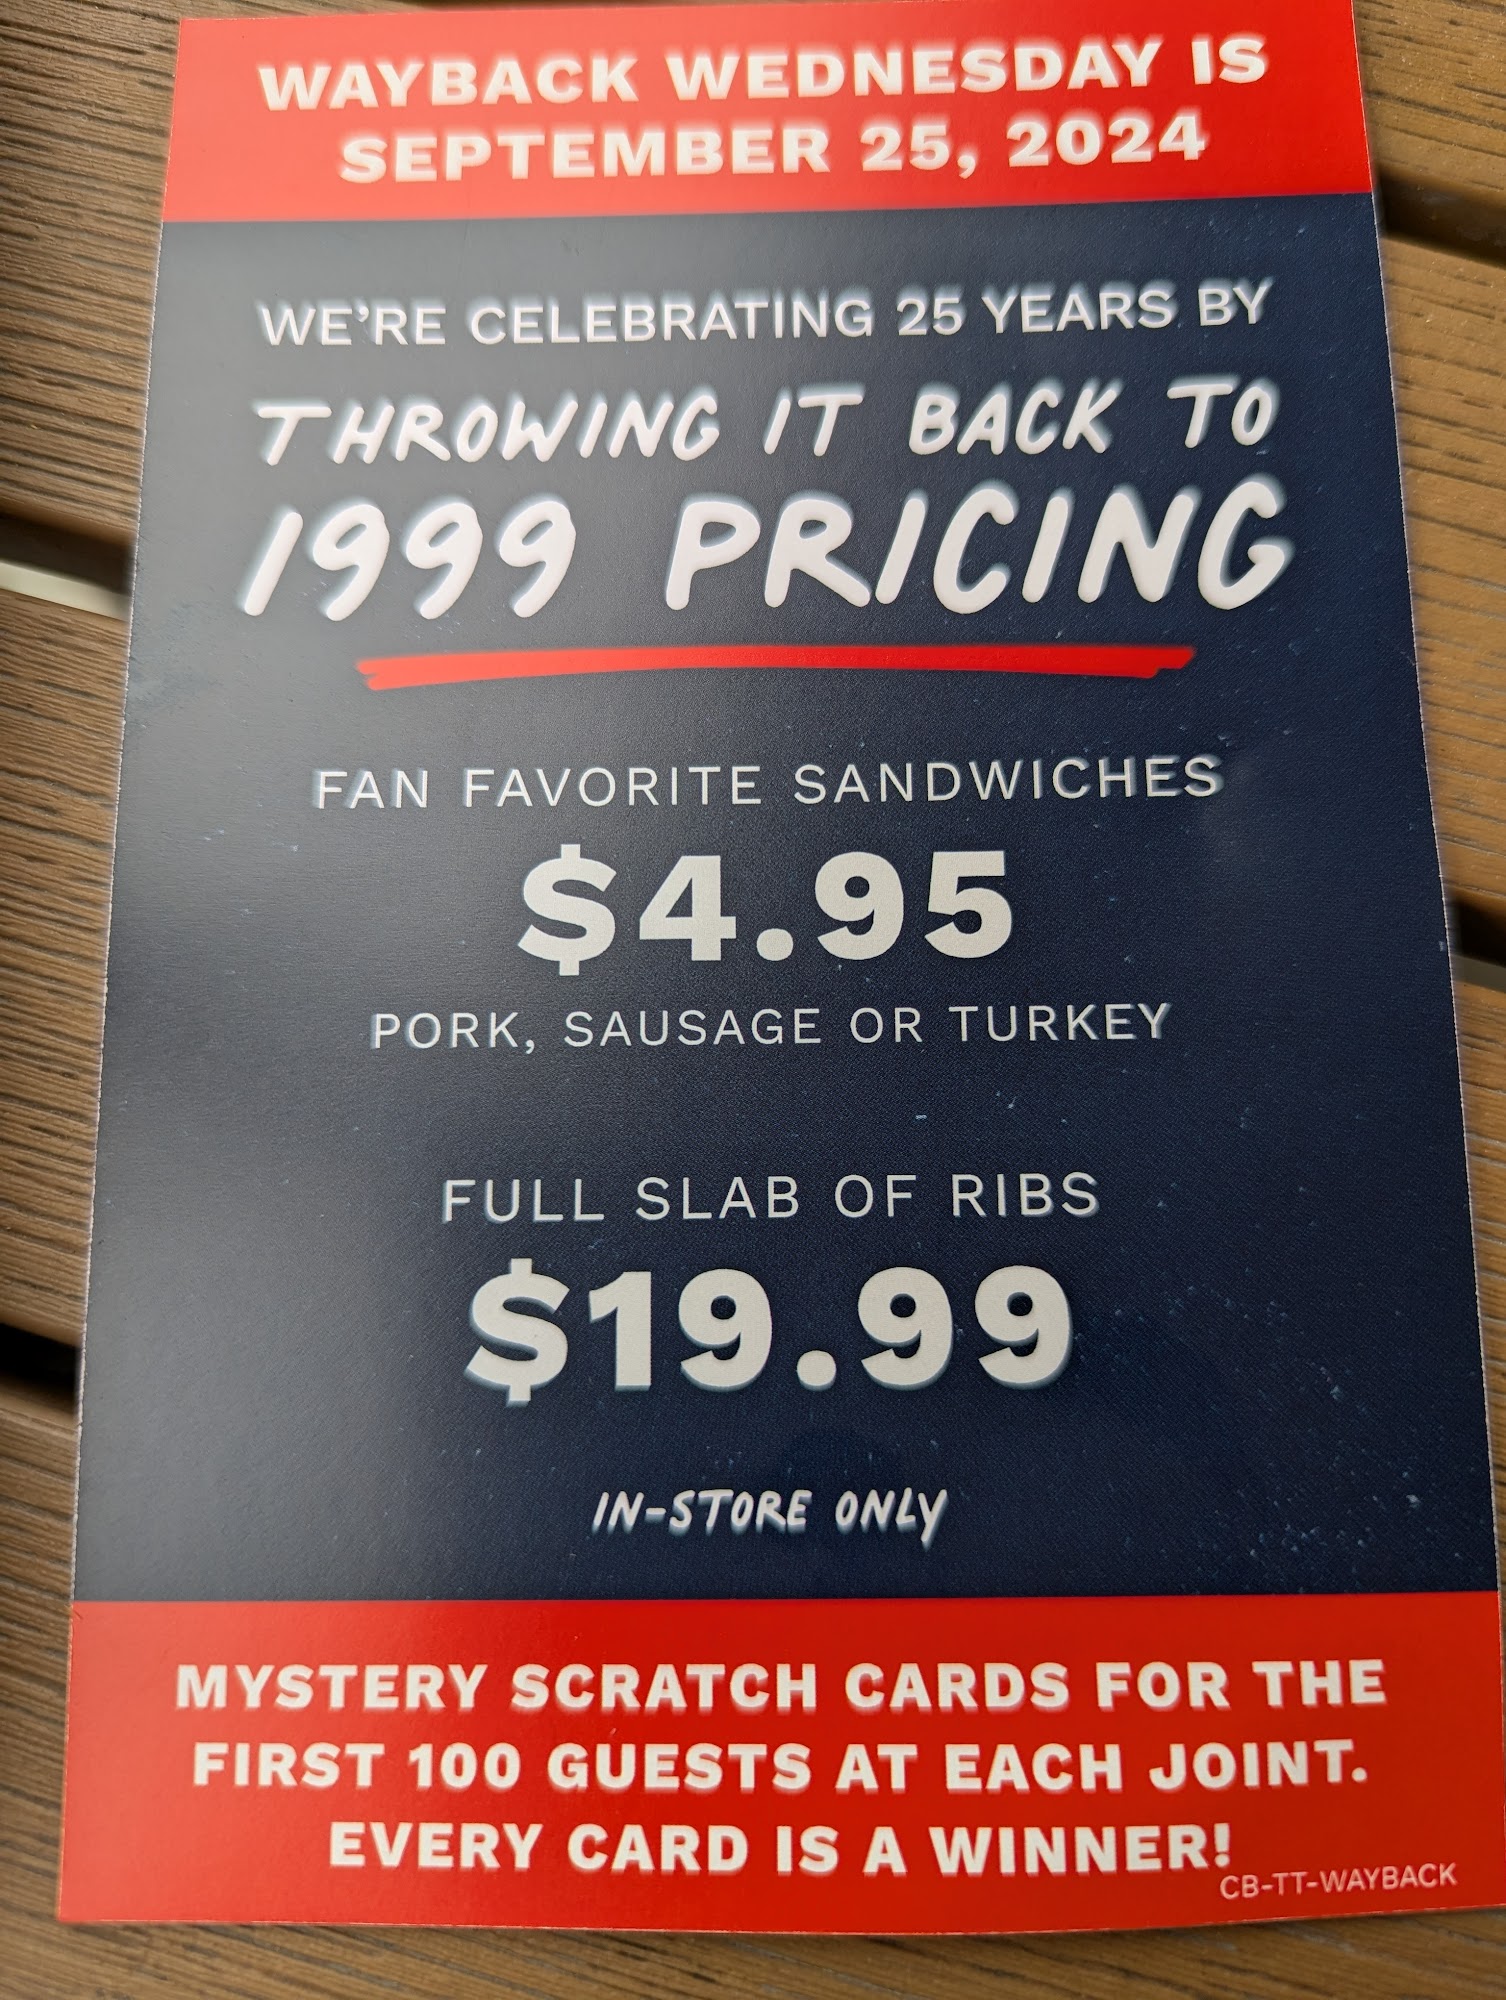 WAYBACK WEDNESDAY IS
SEPTEMBER 25, 2024
WE'RE CELEBRATING 25 YEARS BY
THROWING IT BACK TO
1999 PRICING
FAN FAVORITE SANDWICHES
$4.95
PORK, SAUSAGE OR TURKEY
FULL SLAB OF RIBS
$19.99
IN-STORE ONLY
MYSTERY SCRATCH CARDS FOR THE
FIRST 100 GUESTS AT EACH JOINT.
EVERY CARD IS A WINNER!
CB-TT-WAYBACK